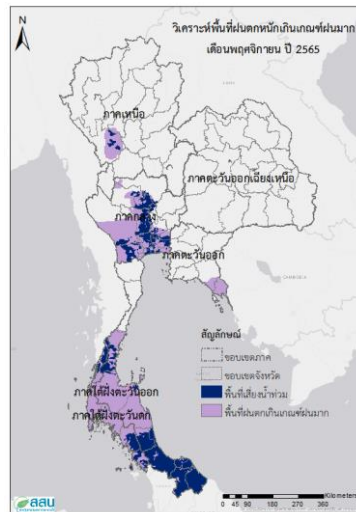 วิเคราะห์พื้นที่ฝนตกหนักเกินเกณฑ์ฝนมาก
เดือนพฤศจิกายน ปี 2565
N
ภาคเหนือ
ภาคตะวันออกเฉียงเหนือ
ภาคกลาง
ภาคตะวันออก
CAMBODIA
สัญลักษณ์
ขอบเขตภาค
ขอบเขตจังหวัด
พื้นที่เสี่ยงน้ำท่วม
พื้นที่ฝนตกเกินเกณฑ์ฝนมาก
ภาคใต้ฝั่งตะวันออก
ภาคใต้ฝั่งตะวันตก
สสน
Kilometers
0 45 90 180 270 360